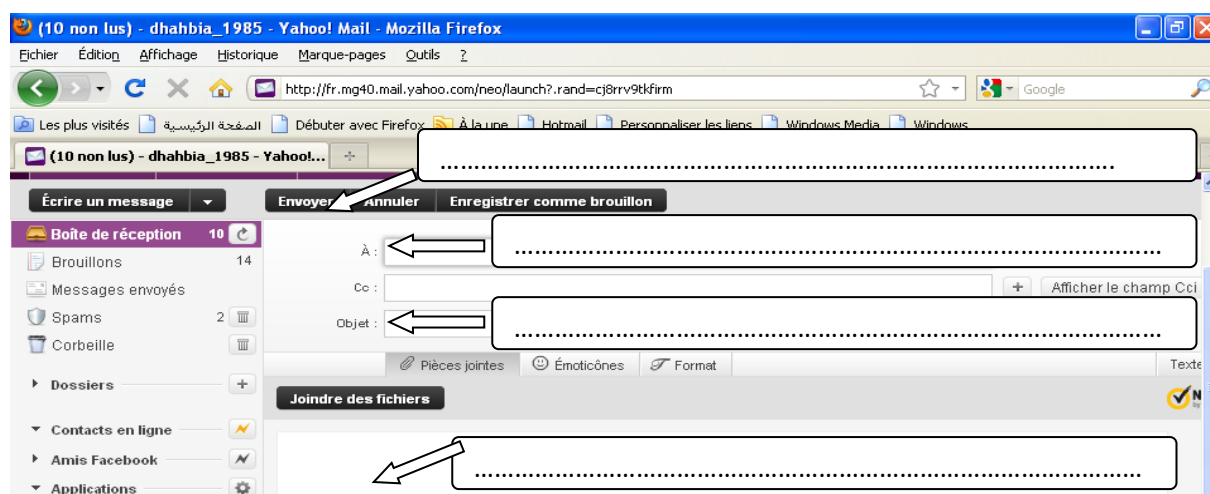 (10 non lus) - dhahbia_1985 - Yahoo! Mail - Mozilla Firefox
Fichier Édition Affichage Historique Marque-pages Outils ?
http://fr.mg40.mail.yahoo.com/neo/launch?.rand=cj8rrv9tkfirm Google
Les plus visités الصفحة الرئيسية Débuter avec Firefox À la une Hotmail Personnaliser les liens Windows Media Windows
(10 non lus) - dhahbia_1985 - Yahoo!...
................................................................................
Écrire un message Envoyer Annuler Enregistrer comme brouillon
Boîte de réception 10
À :
................................................................................
Brouillons 14
Messages envoyés Cc : + Afficher le champ Cci
Spams 2
Objet :
................................................................................
Corbeille
Pièces jointes Émoticônes Format Texte
Dossiers +
Joindre des fichiers
Contacts en ligne
Amis Facebook
................................................................................
Applications